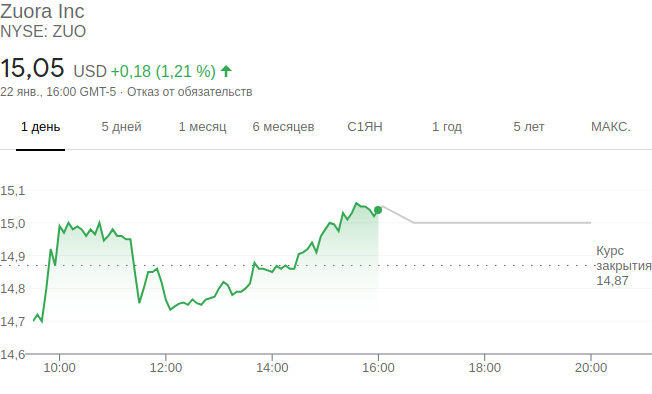 Zuora Inc
NYSE: ZUO
15,05 USD +0,18 (1,21 %)
22 янв., 16:00 GMT-5 · Отказ от обязательств
1 день 5 дней 1 месяц 6 месяцев С1ЯН 1 год 5 лет МАКС.
15,1
15,0
14,9
Курс
закрытия
14,87
14,8
14,7
14,6
10:00 12:00 14:00 16:00 18:00 20:00